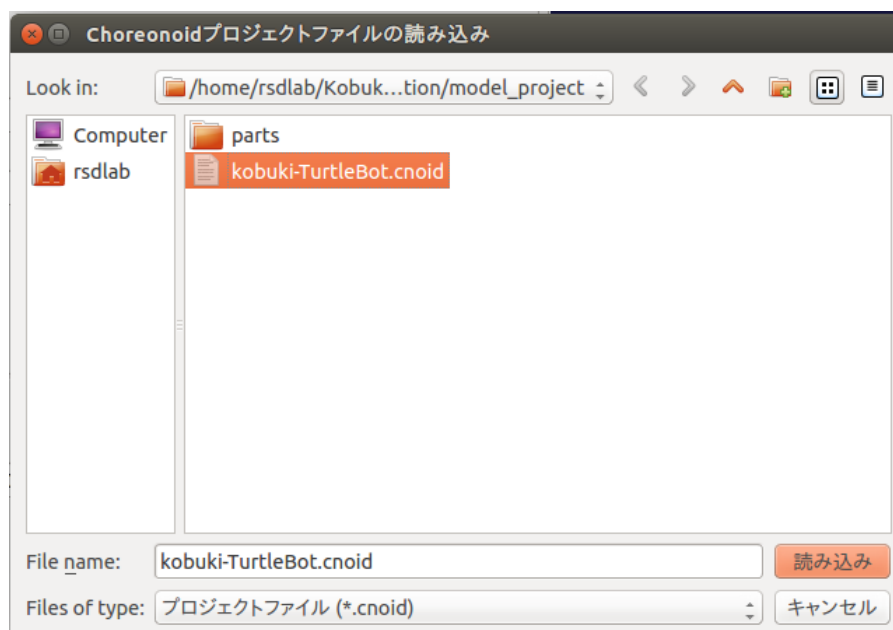 Choreonoidプロジェクトファイルの読み込み
Look in: /home/rsdlab/Kobuk...tion/model_project
Computer
rsdlab
parts
kobuki-TurtleBot.cnoid
File name: kobuki-TurtleBot.cnoid 読み込み
Files of type: プロジェクトファイル (*.cnoid) キャンセル